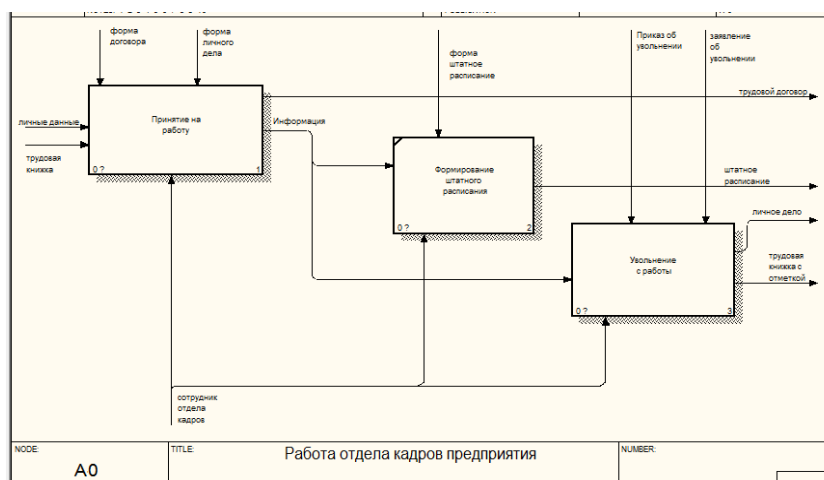 форма
договора
форма
личного
дела
форма
штатное
расписание
Приказ об
увольнении
заявление
об
увольнении
трудовой договор
личные данные
Принятие на
работу
Информация
трудовая
книжка
0 ?
1
Формирование
штатного
расписания
0 ?
2
штатное
расписание
личное дело
Увольнение
с работы
трудовая
книжка с
отметкой
0 ?
3
сотрудник
отдела
кадров
NODE:
TITLE:
Работа отдела кадров предприятия
NUMBER:
A0